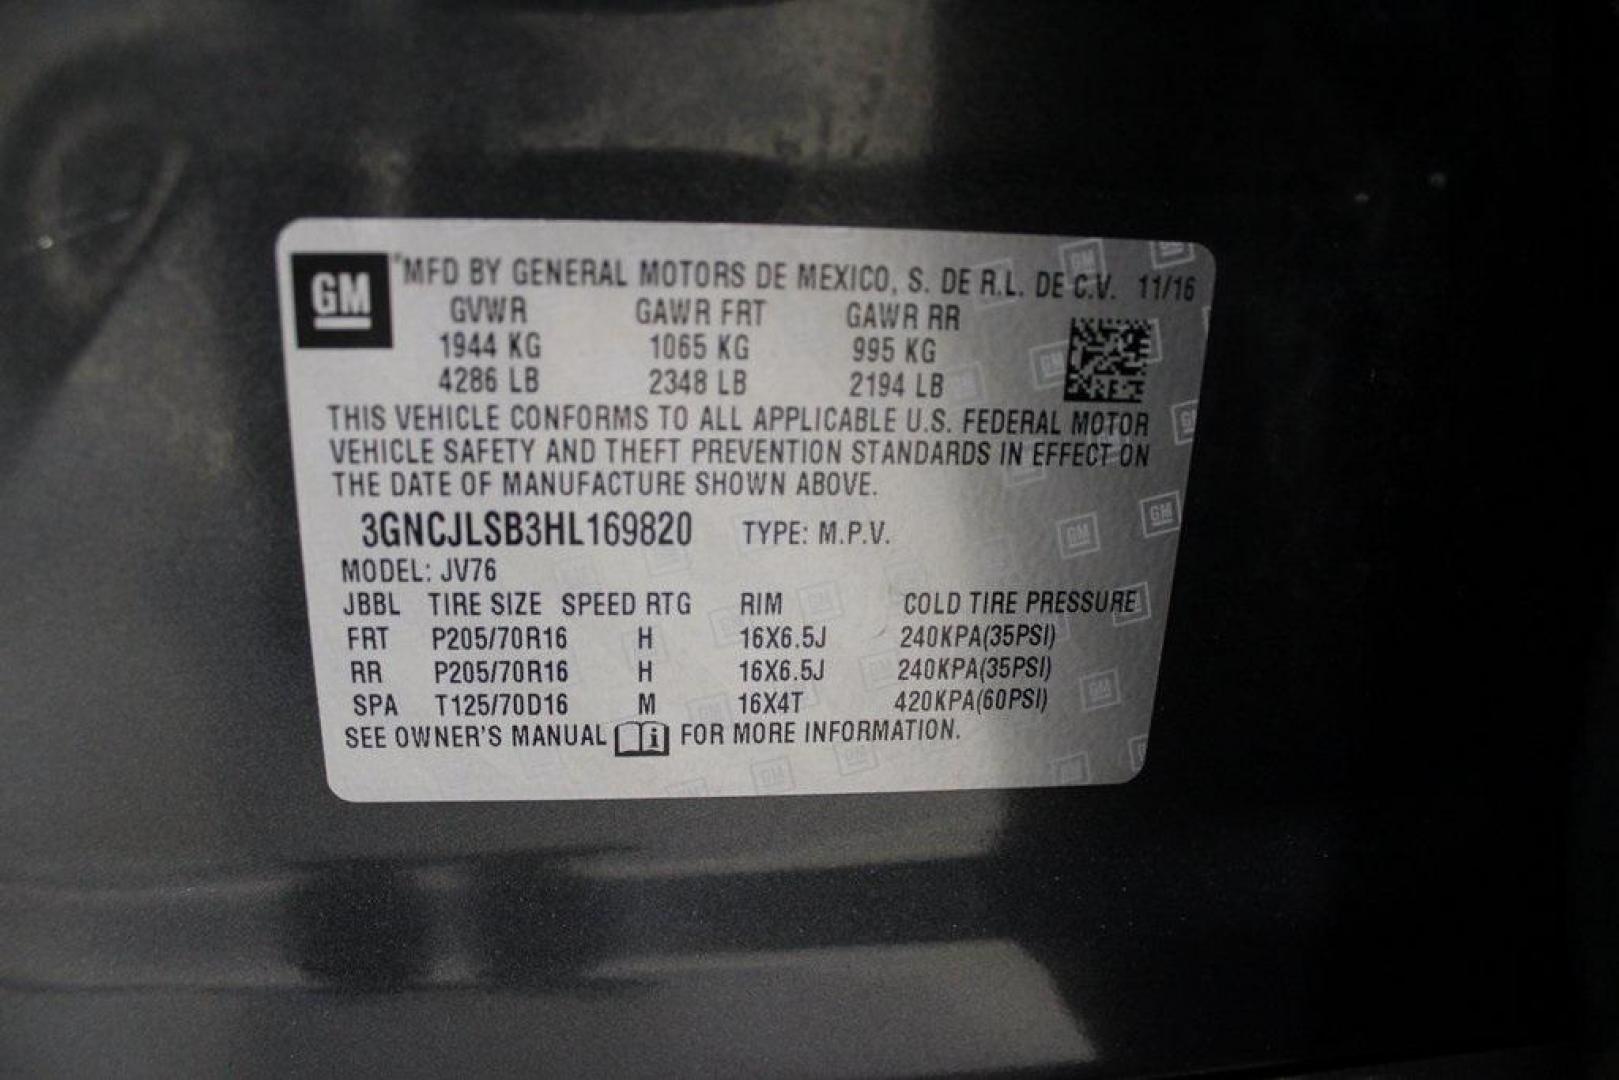 GM
MFD BY GENERAL MOTORS DE MEXICO, S. DE R.L. DE C.V. 11/16
GVWR GAWR FRT GAWR RR
1944 KG 1065 KG 995 KG
4286 LB 2348 LB 2194 LB
THIS VEHICLE CONFORMS TO ALL APPLICABLE U.S. FEDERAL MOTOR
VEHICLE SAFETY AND THEFT PREVENTION STANDARDS IN EFFECT ON
THE DATE OF MANUFACTURE SHOWN ABOVE.
3GNCJLSB3HL169820 TYPE: M.P.V.
MODEL: JV76
JBBL TIRE SIZE SPEED RTG RIM COLD TIRE PRESSURE
FRT P205/70R16 H 16X6.5J 240KPA(35PSI)
RR P205/70R16 H 16X6.5J 240KPA(35PSI)
SPA T125/70D16 M 16X4T 420KPA(60PSI)
SEE OWNER'S MANUAL i FOR MORE INFORMATION.